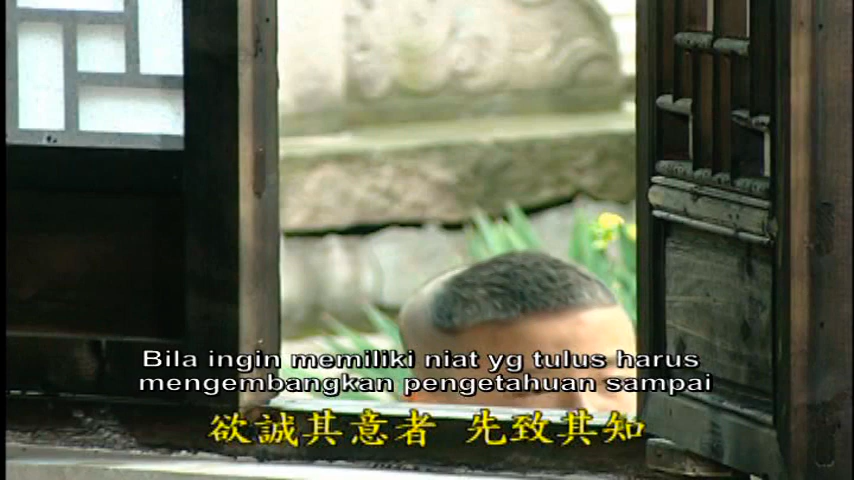 Bila ingin memiliki niat yg tulus harus
mengembangkan pengetahuan sampai
欲誠其意者 先致其知